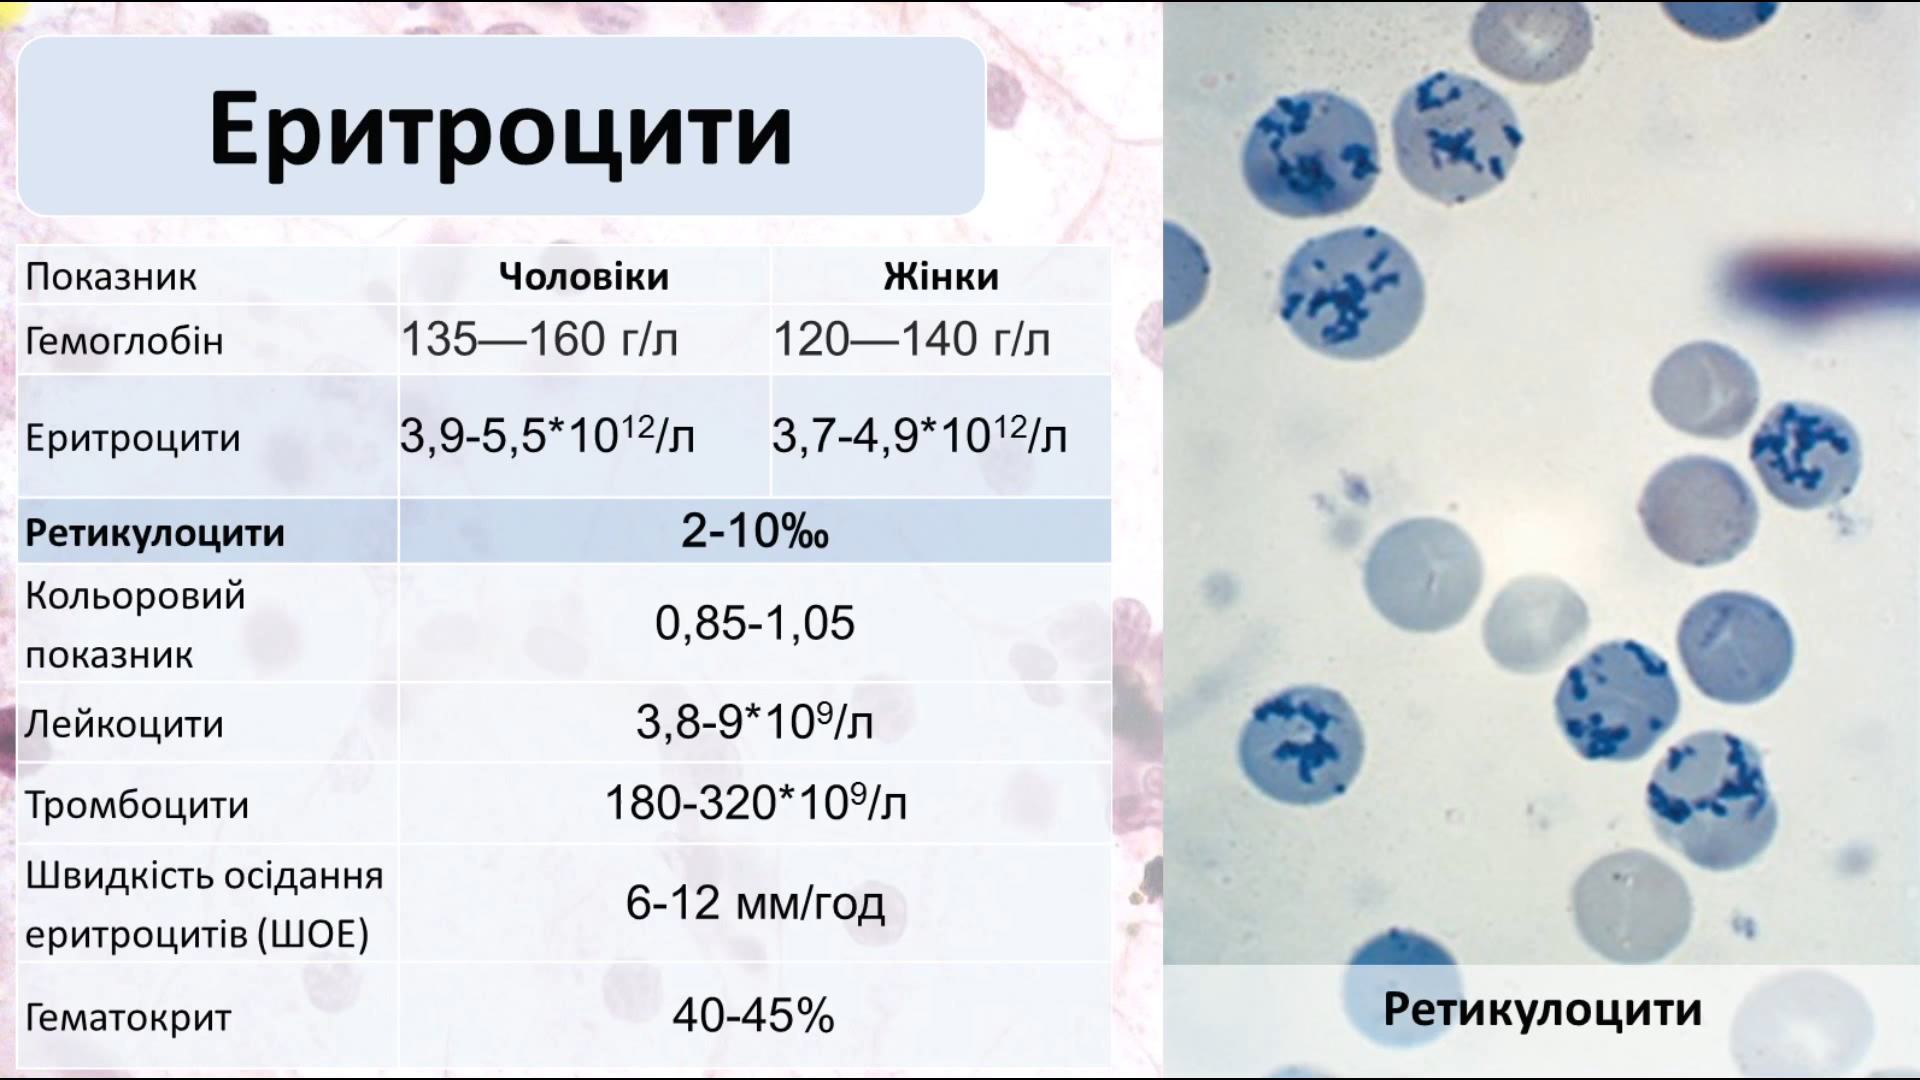 Еритроцити
Показник Чоловіки Жінки
Гемоглобін 135—160 г/л 120—140 г/л
Еритроцити 3,9-5,5*10¹²/л 3,7-4,9*10¹²/л
Ретикулоцити 2-10‰
Кольоровий
показник 0,85-1,05
Лейкоцити 3,8-9*10⁹/л
Тромбоцити 180-320*10⁹/л
Швидкість осідання
еритроцитів (ШОЕ) 6-12 мм/год
Гематокрит 40-45%
Ретикулоцити